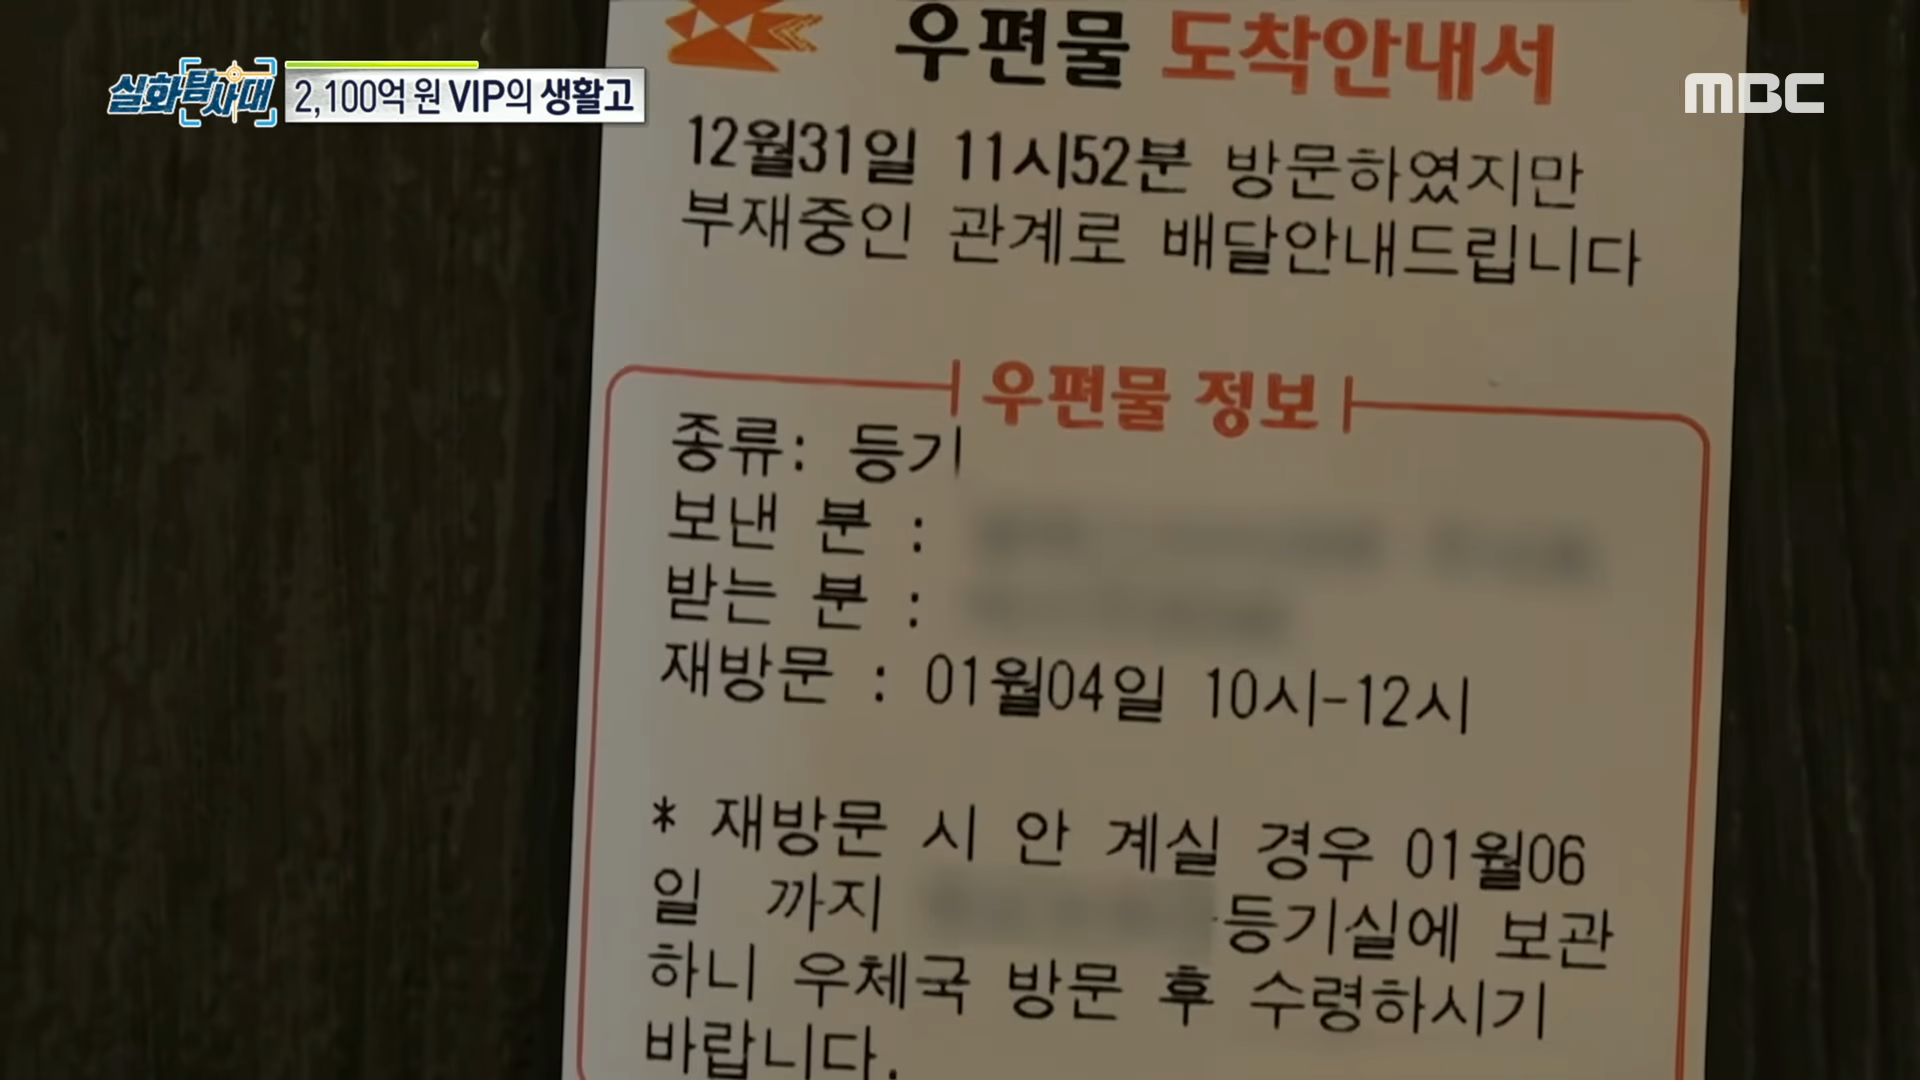 실화탐사대
2,100억 원 VIP의 생활고
MBC
우편물 도착안내서
12월31일 11시52분 방문하였지만
부재중인 관계로 배달안내드립니다
우편물 정보
종류: 등기
보낸 분 :
받는 분 :
재방문 : 01월04일 10시-12시
* 재방문 시 안 계실 경우 01월06
일 까지 등기실에 보관
하니 우체국 방문 후 수령하시기
바랍니다.